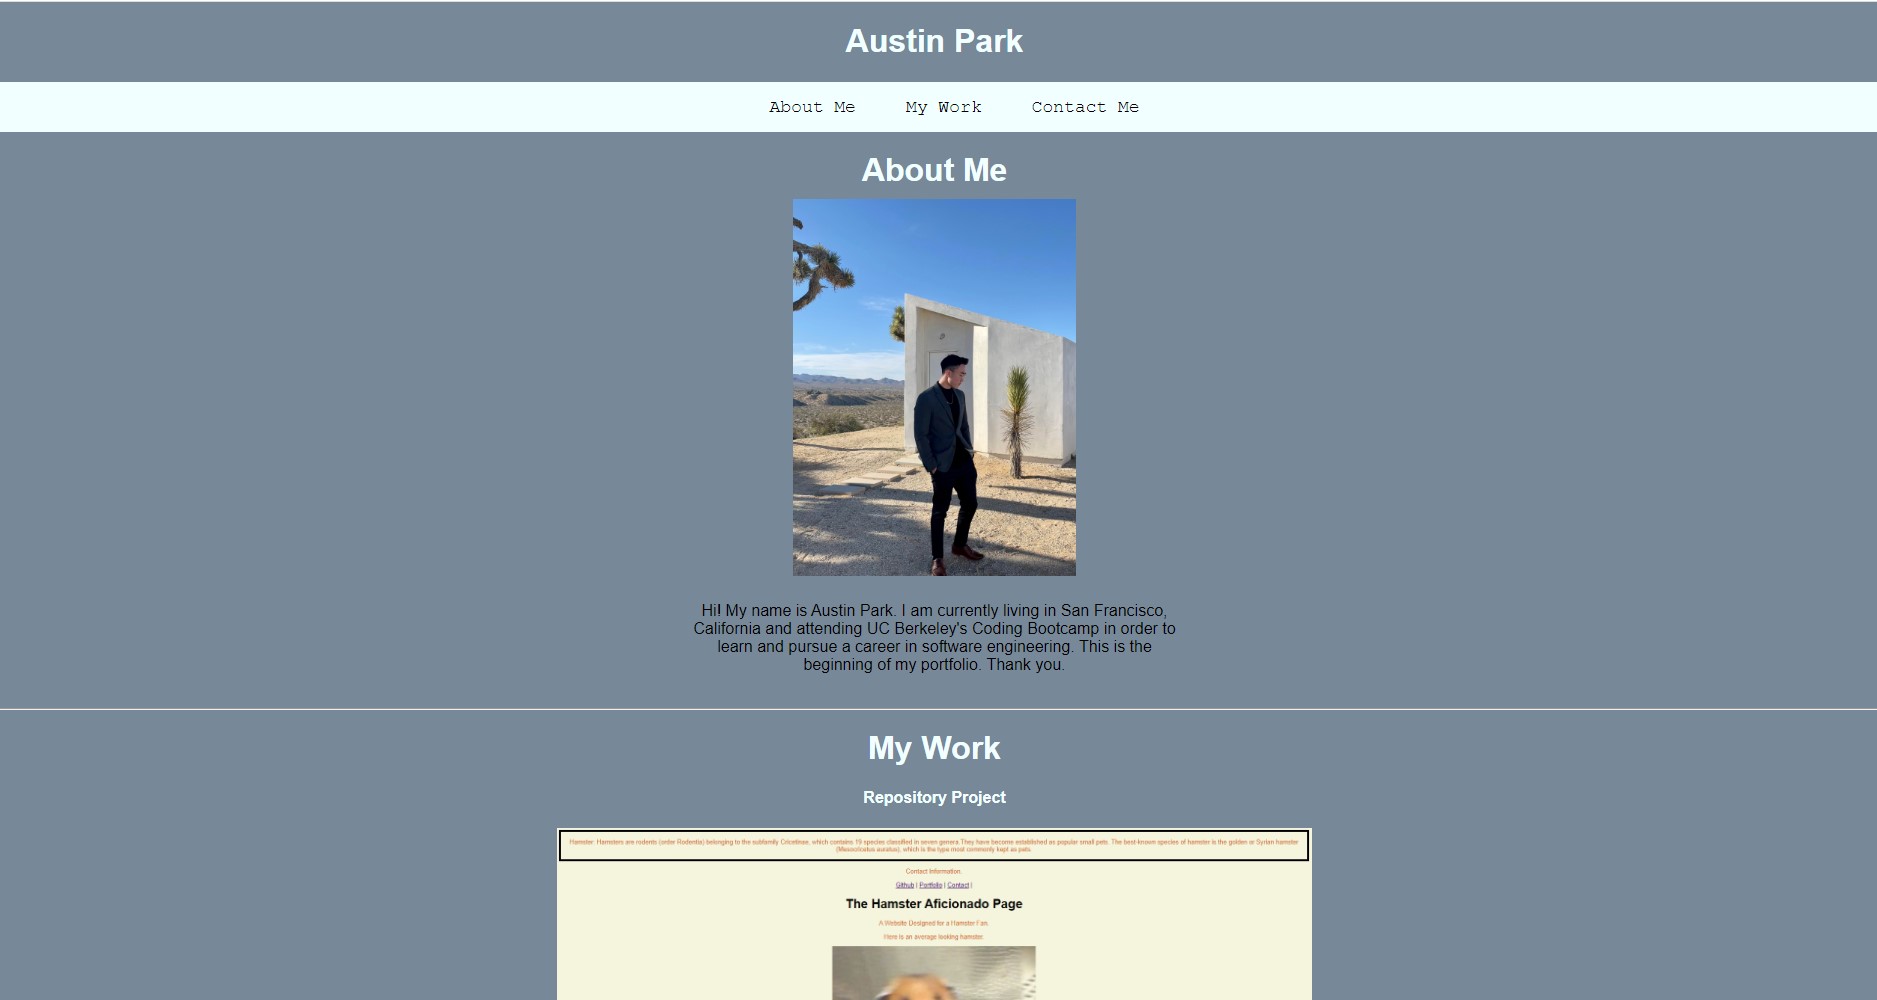 Austin Park
About Me My Work Contact Me
About Me
Hi! My name is Austin Park. I am currently living in San Francisco,
California and attending UC Berkeley's Coding Bootcamp in order to
learn and pursue a career in software engineering. This is the
beginning of my portfolio. Thank you.
My Work
Repository Project
Hamster. Hamsters are rodents (order Rodentia) belonging to the subfamily Cricetinae, which contains 19 species classified in seven genera.They have become established as popular small pets. The best-known species of hamster is the golden or Syrian hamster
(Mesocricetus auratus), which is the type most commonly kept as pets.
Contact Information.
Github | Portfolio | Contact |
The Hamster Aficionado Page
A Website Designed for a Hamster Fan.
Here is an average looking hamster.